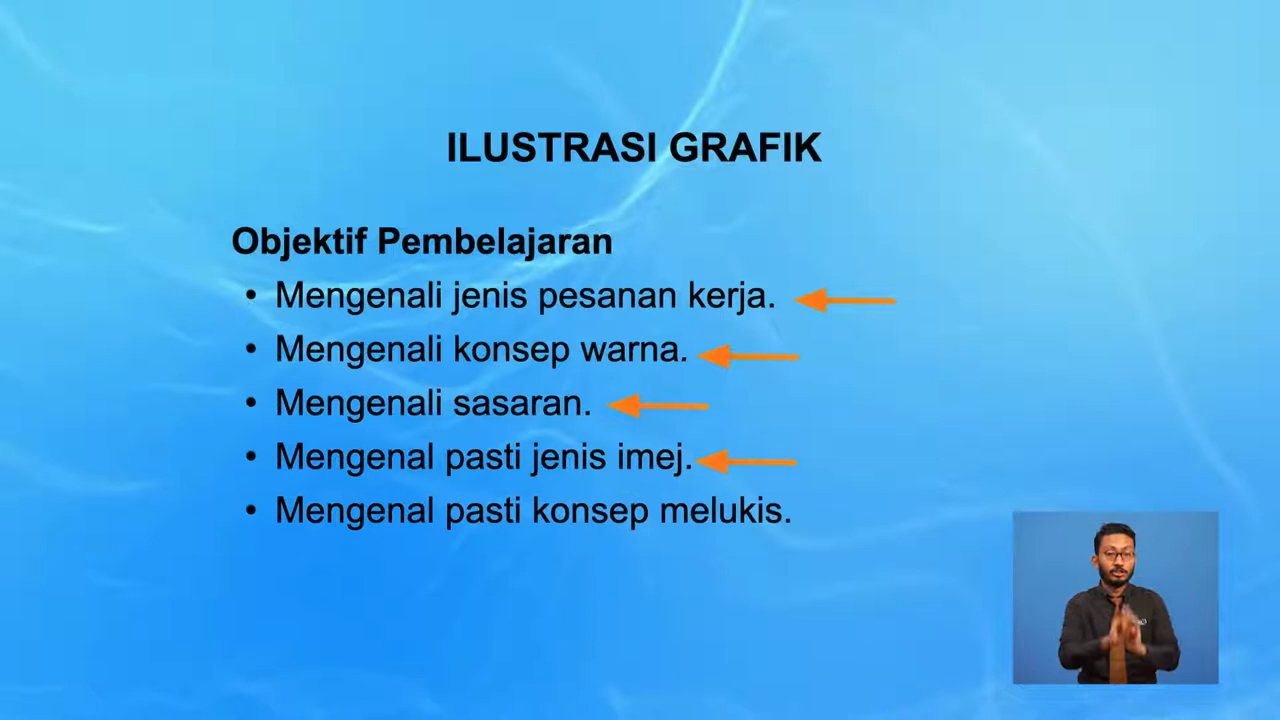 ILUSTRASI GRAFIK
Objektif Pembelajaran
• Mengenali jenis pesanan kerja.
• Mengenali konsep warna.
• Mengenali sasaran.
• Mengenal pasti jenis imej.
• Mengenal pasti konsep melukis.